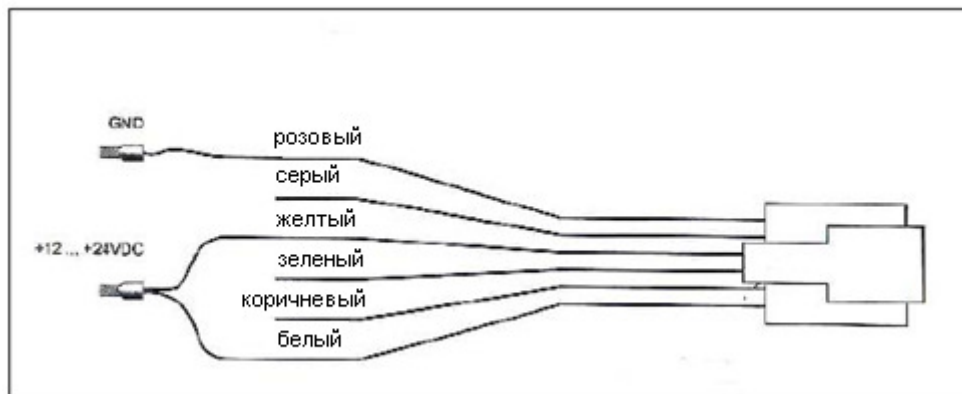 GND
розовый
серый
желтый
+12 ... +24VDC
зеленый
коричневый
белый